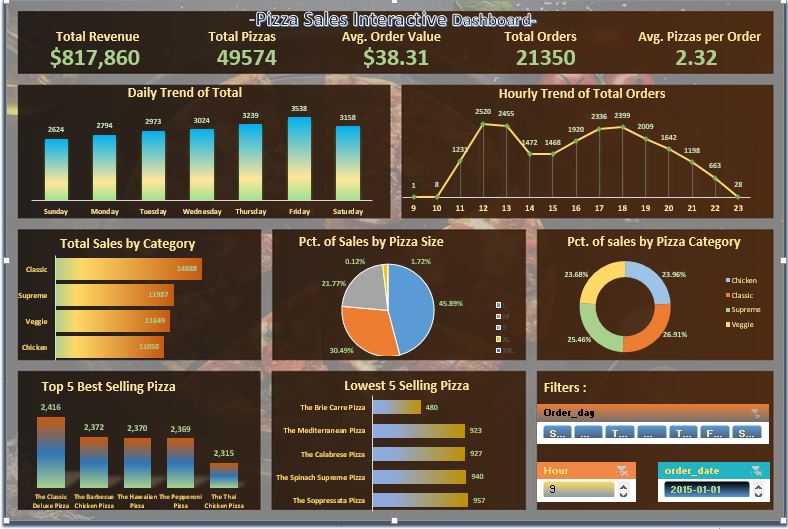 -Pizza Sales Interactive Dashboard-
Total Revenue
$817,860
Total Pizzas
49574
Avg. Order Value
$38.31
Total Orders
21350
Avg. Pizzas per Order
2.32
Daily Trend of Total
2624 2794 2973 3024 3239 3538 3158
Sunday Monday Tuesday Wednesday Thursday Friday Saturday
Hourly Trend of Total Orders
1 8 1231 2520 2455 1472 1468 1920 2336 2399 2009 1642 1198 663 28
9 10 11 12 13 14 15 16 17 18 19 20 21 22 23
Total Sales by Category
Classic 14888
Supreme 11987
Veggie 11649
Chicken 11050
Pct. of Sales by Pizza Size
0.12% 1.72%
21.77%
45.89%
30.49%
L
M
S
XL
XXL
Pct. of sales by Pizza Category
23.68% 23.96%
25.46% 26.91%
Chicken
Classic
Supreme
Veggie
Top 5 Best Selling Pizza
2,416 2,372 2,370 2,369 2,315
The Classic Deluxe Pizza
The Barbecue Chicken Pizza
The Hawaiian Pizza
The Pepperoni Pizza
The Thai Chicken Pizza
Lowest 5 Selling Pizza
The Brie Carre Pizza 480
The Mediterranean Pizza 923
The Calabrese Pizza 927
The Spinach Supreme Pizza 940
The Soppressata Pizza 957
Filters :
Order_day
S... ... T... ... T... F... S...
Hour
9
order_date
2015-01-01